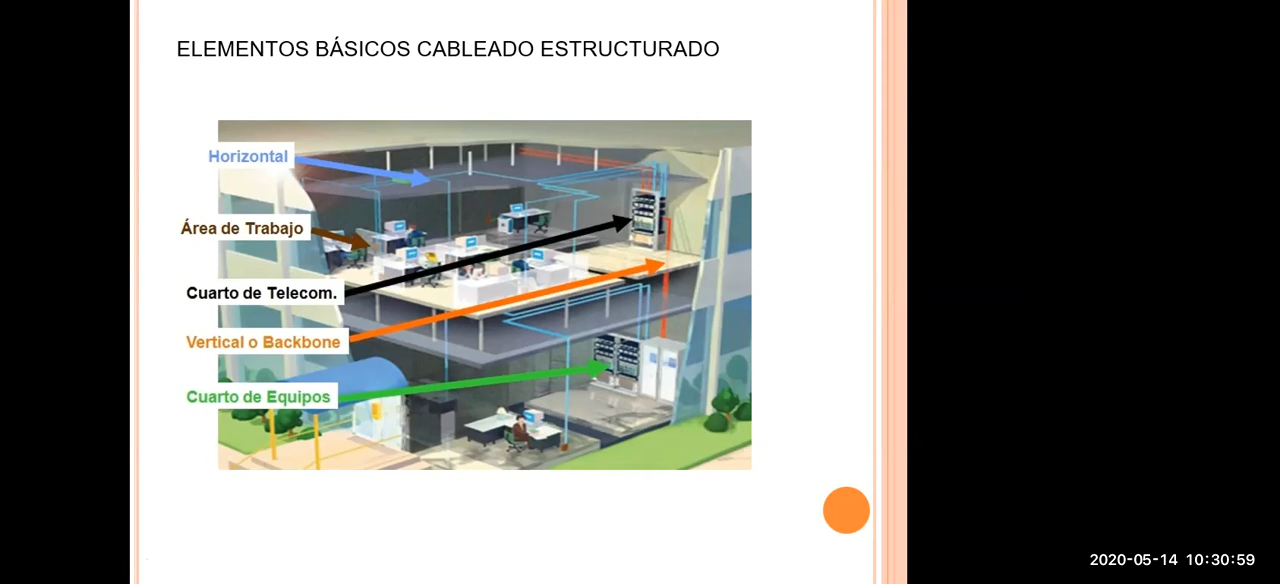 ELEMENTOS BÁSICOS CABLEADO ESTRUCTURADO
Horizontal
Área de Trabajo
Cuarto de Telecom.
Vertical o Backbone
Cuarto de Equipos
2020-05-14 10:30:59